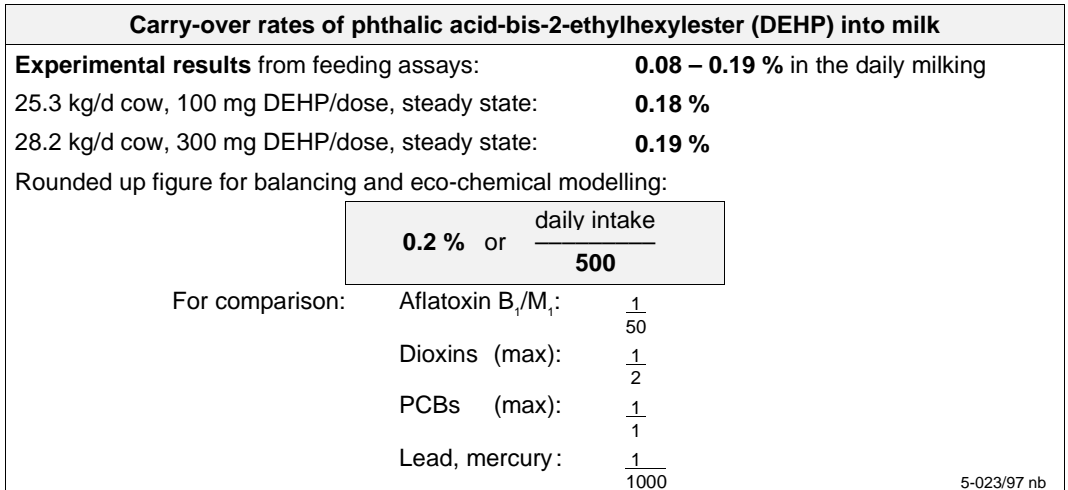 Carry-over rates of phthalic acid-bis-2-ethylhexylester (DEHP) into milk
Experimental results from feeding assays: 0.08 – 0.19 % in the daily milking
25.3 kg/d cow, 100 mg DEHP/dose, steady state: 0.18 %
28.2 kg/d cow, 300 mg DEHP/dose, steady state: 0.19 %
Rounded up figure for balancing and eco-chemical modelling:
daily intake
0.2 % or
500
For comparison: Aflatoxin B₁/M₁: 1/50
Dioxins (max): 1/2
PCBs (max): 1/1
Lead, mercury: 1/1000
5-023/97 nb